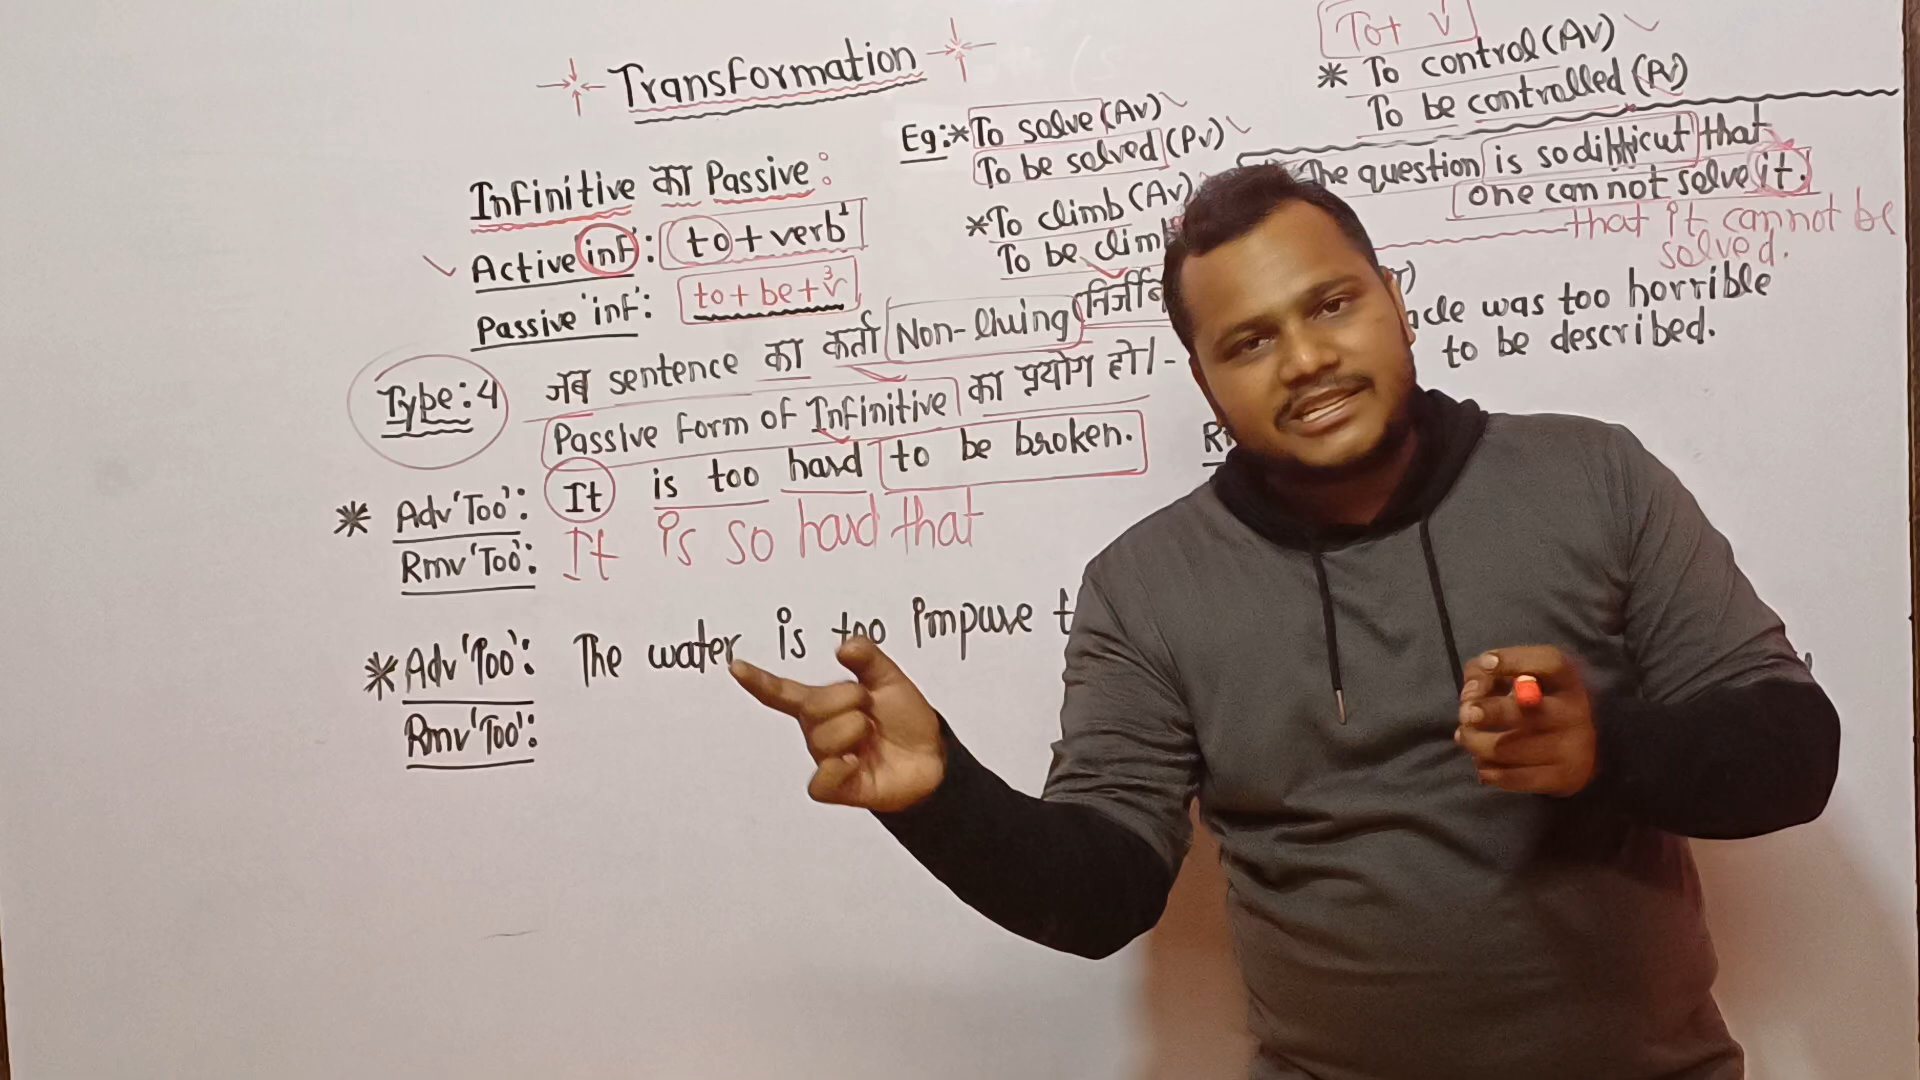 Transformation
Infinitive का Passive:
Active 'inf': to + verb¹
Passive 'inf': to + be + v³
Eg:* To solve (Av)
To be solved (Pv)
* To climb (Av)
To be
To + V
* To control (Av)
To be controlled (Pv)
The question is so difficut that
one can not solve it.
that it cannot be
solved.
Type: 4 जब sentence का कर्ता Non-living
Passive form of Infinitive का प्रयोग हो।-
* Adv 'Too': It is too hard to be broken.
Rmv 'Too': It is so hard that
was too horrible
to be described.
* Adv 'Too': The water is too impure
Rmv 'Too':